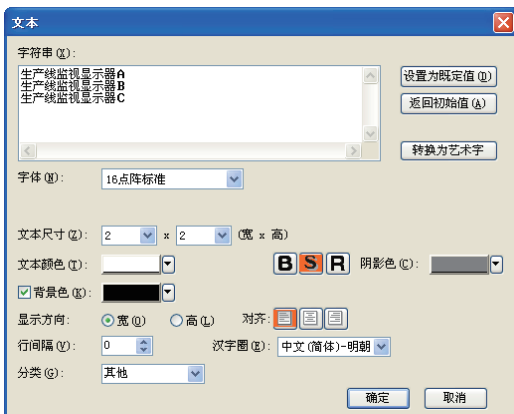 文本
字符串(X):
生产线监视显示器A
生产线监视显示器B
生产线监视显示器C
设置为既定值(D)
返回初始值(A)
转换为艺术字
字体(N): 16点阵标准
文本尺寸(Z): 2 x 2 (宽 x 高)
文本颜色(T): B S R 阴影色(C):
背景色(K):
显示方向: 宽(O) 高(L) 对齐:
行间隔(V): 0 汉字圈(E): 中文(简体)-明朝
分类(G): 其他
确定 取消